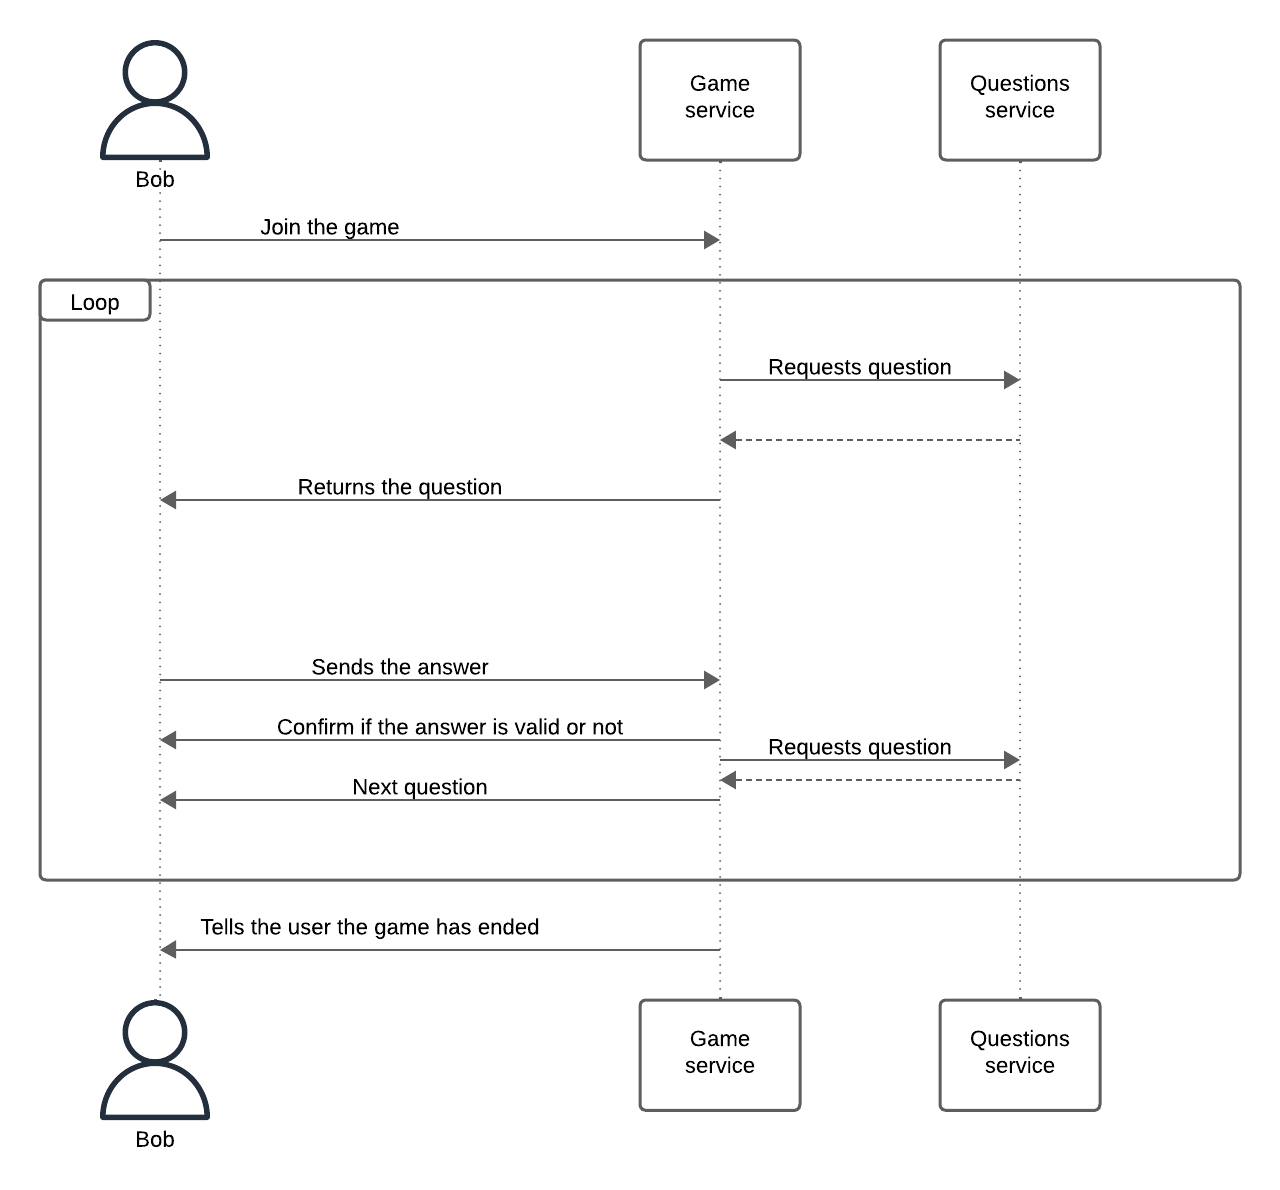 Game
service
Questions
service
Bob
Join the game
Loop
Requests question
Returns the question
Sends the answer
Confirm if the answer is valid or not
Requests question
Next question
Tells the user the game has ended
Game
service
Questions
service
Bob